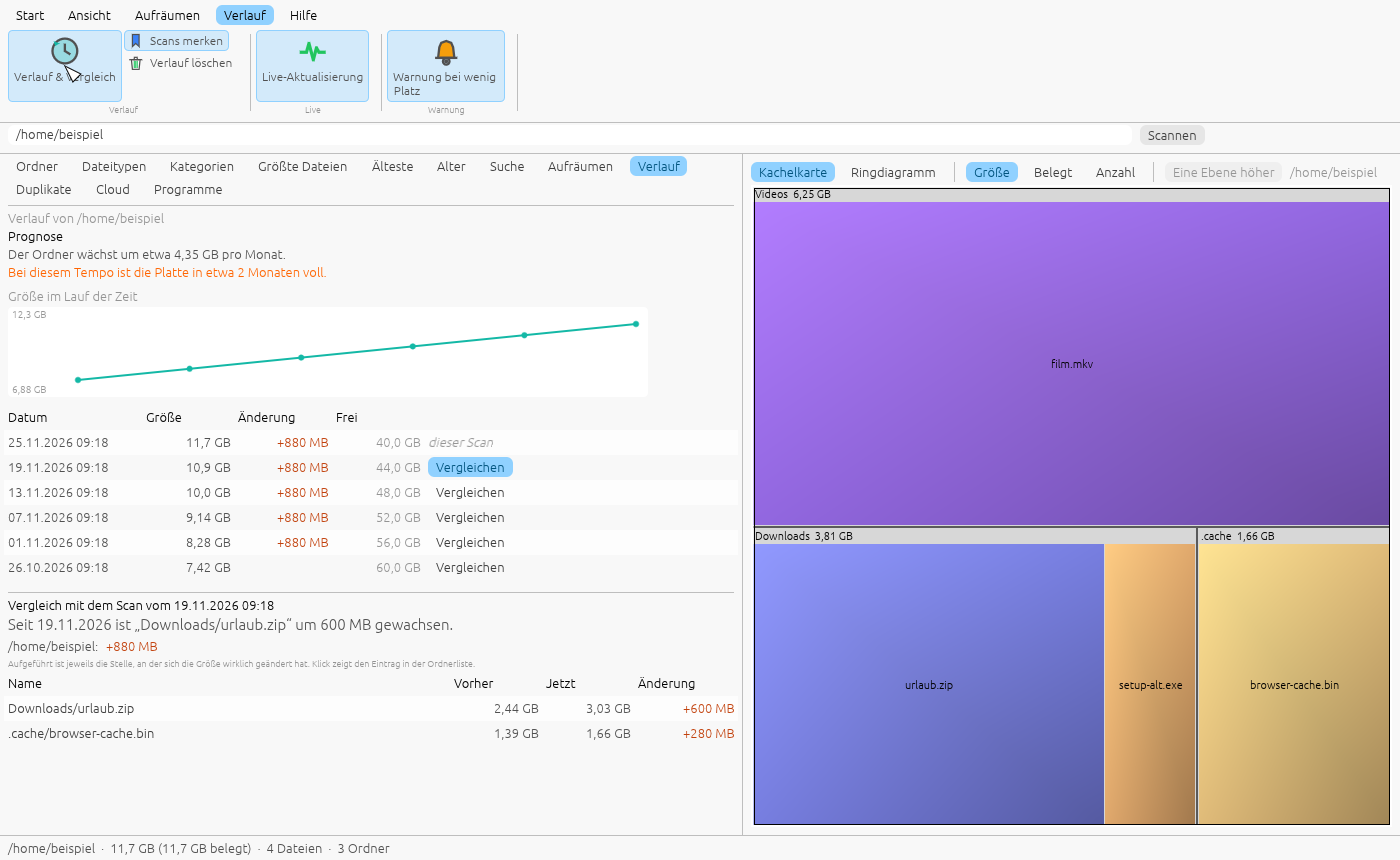 Start Ansicht Aufräumen Verlauf Hilfe
Verlauf & Vergleich
Scans merken
Verlauf löschen
Verlauf
Live-Aktualisierung
Live
Warnung bei wenig
Platz
Warnung
/home/beispiel Scannen
Ordner Dateitypen Kategorien Größte Dateien Älteste Alter Suche Aufräumen Verlauf
Duplikate Cloud Programme
Verlauf von /home/beispiel
Prognose
Der Ordner wächst um etwa 4,35 GB pro Monat.
Bei diesem Tempo ist die Platte in etwa 2 Monaten voll.
Größe im Lauf der Zeit
12,3 GB
6,88 GB
Datum Größe Änderung Frei
25.11.2026 09:18 11,7 GB +880 MB 40,0 GB dieser Scan
19.11.2026 09:18 10,9 GB +880 MB 44,0 GB Vergleichen
13.11.2026 09:18 10,0 GB +880 MB 48,0 GB Vergleichen
07.11.2026 09:18 9,14 GB +880 MB 52,0 GB Vergleichen
01.11.2026 09:18 8,28 GB +880 MB 56,0 GB Vergleichen
26.10.2026 09:18 7,42 GB 60,0 GB Vergleichen
Vergleich mit dem Scan vom 19.11.2026 09:18
Seit 19.11.2026 ist „Downloads/urlaub.zip“ um 600 MB gewachsen.
/home/beispiel: +880 MB
Aufgeführt ist jeweils die Stelle, an der sich die Größe wirklich geändert hat. Klick zeigt den Eintrag in der Ordnerliste.
Name Vorher Jetzt Änderung
Downloads/urlaub.zip 2,44 GB 3,03 GB +600 MB
.cache/browser-cache.bin 1,39 GB 1,66 GB +280 MB
Kachelkarte Ringdiagramm Größe Belegt Anzahl Eine Ebene höher /home/beispiel
Videos 6,25 GB
film.mkv
Downloads 3,81 GB
.cache 1,66 GB
urlaub.zip
setup-alt.exe
browser-cache.bin
/home/beispiel · 11,7 GB (11,7 GB belegt) · 4 Dateien · 3 Ordner